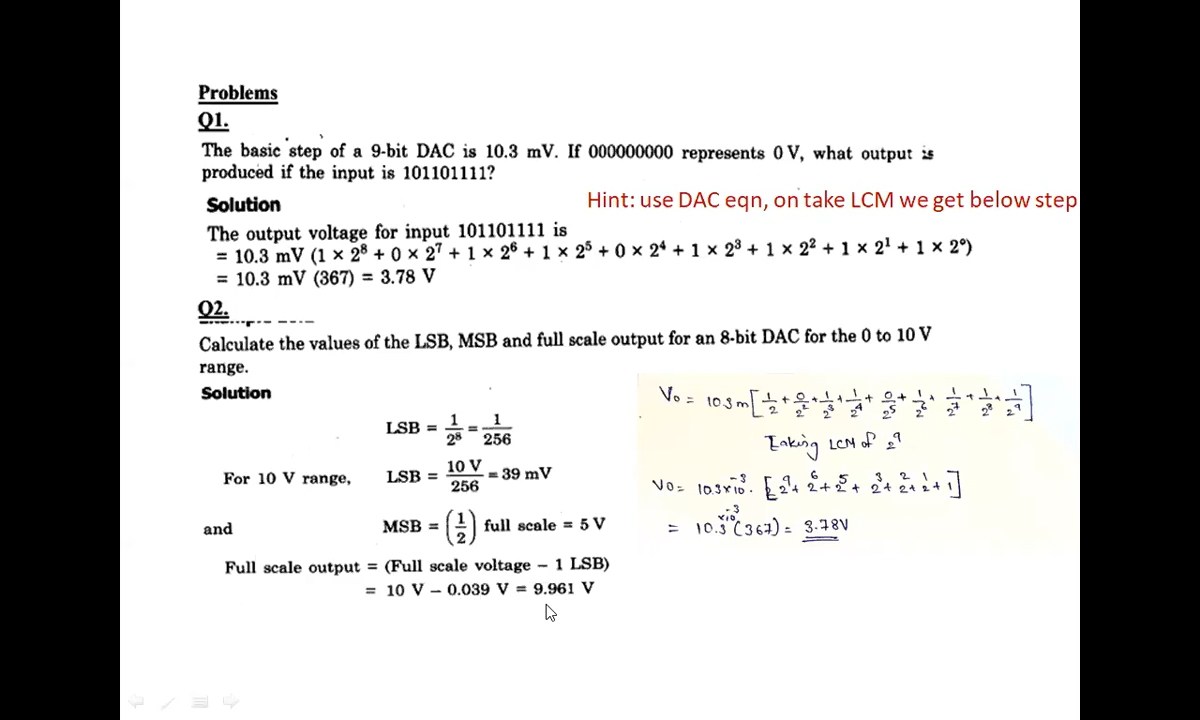 Problems
Q1.
The basic step of a 9-bit DAC is 10.3 mV. If 000000000 represents 0 V, what output is
produced if the input is 101101111?
Hint: use DAC eqn, on take LCM we get below step
Solution
The output voltage for input 101101111 is
= 10.3 mV (1 × 2⁸ + 0 × 2⁷ + 1 × 2⁶ + 1 × 2⁵ + 0 × 2⁴ + 1 × 2³ + 1 × 2² + 1 × 2¹ + 1 × 2⁰)
= 10.3 mV (367) = 3.78 V
Q2.
Calculate the values of the LSB, MSB and full scale output for an 8-bit DAC for the 0 to 10 V
range.
Solution
LSB = 1/2⁸ = 1/256
For 10 V range, LSB = 10 V/256 = 39 mV
and MSB = (1/2) full scale = 5 V
Full scale output = (Full scale voltage − 1 LSB)
= 10 V − 0.039 V = 9.961 V
V₀ = 10.3m[1/2 + 0/2² + 1/2³ + 1/2⁴ + 0/2⁵ + 1/2⁶ + 1/2⁷ + 1/2⁸ + 1/2⁹]
Taking LCM of 2⁹
V0 = 10.3×10⁻³ . [2⁹ + 2⁶ + 2⁵ + 2³ + 2² + 2¹ + 1]
= 10.3×10⁻³(367) = 3.78V